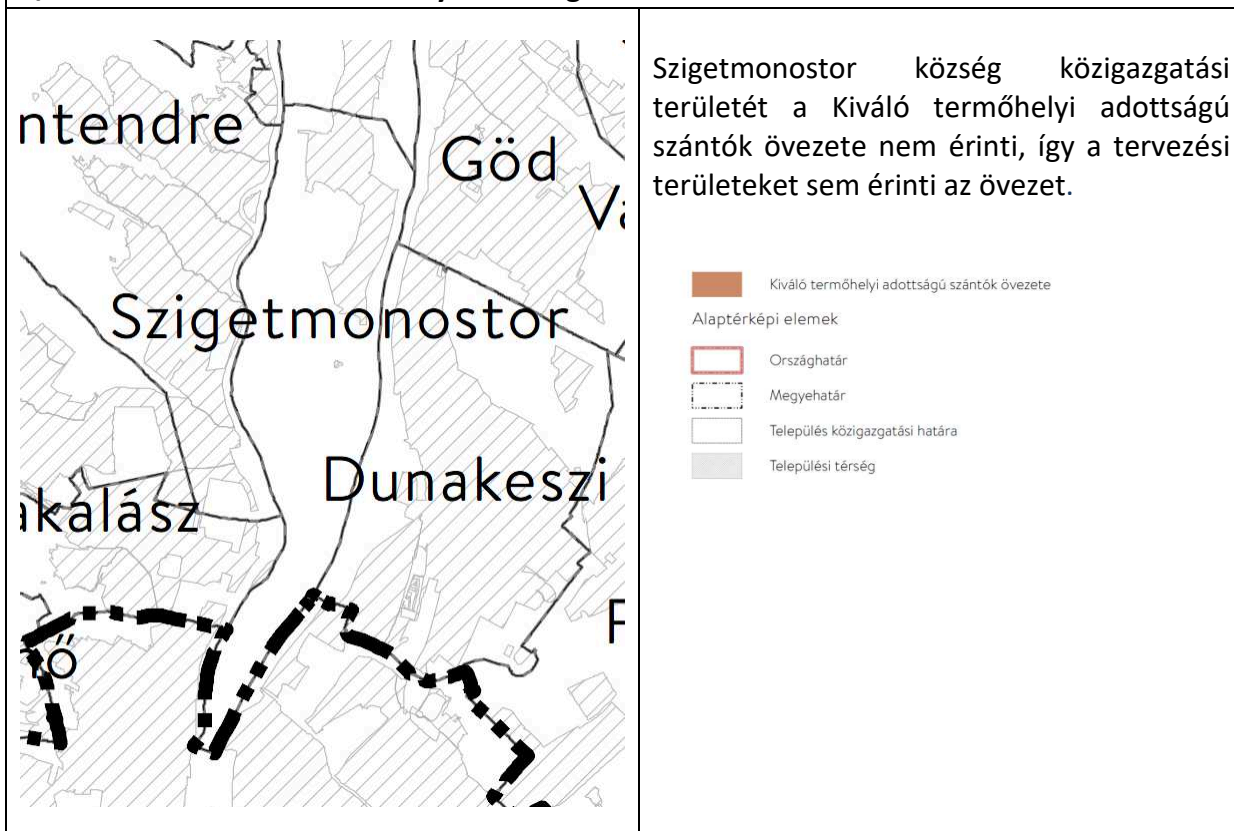 ntendre
Göd
Szigetmonostor
Dunakeszi
akalász
Szigetmonostor község közigazgatási
területét a Kiváló termőhelyi adottságú
szántók övezete nem érinti, így a tervezési
területeket sem érinti az övezet.
Kiváló termőhelyi adottságú szántók övezete
Alaptérképi elemek
Országhatár
Megyehatár
Település közigazgatási határa
Települési térség